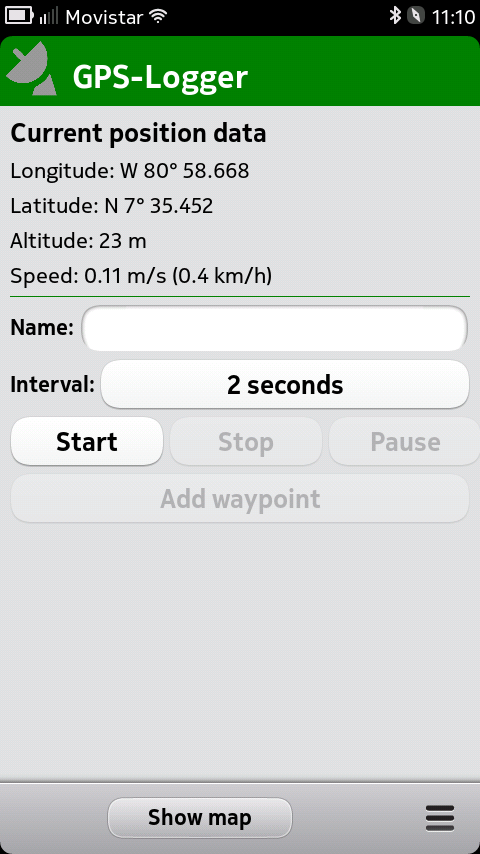 Movistar 11:10
GPS-Logger
Current position data
Longitude: W 80° 58.668
Latitude: N 7° 35.452
Altitude: 23 m
Speed: 0.11 m/s (0.4 km/h)
Name:
Interval: 2 seconds
Start Stop Pause
Add waypoint
Show map